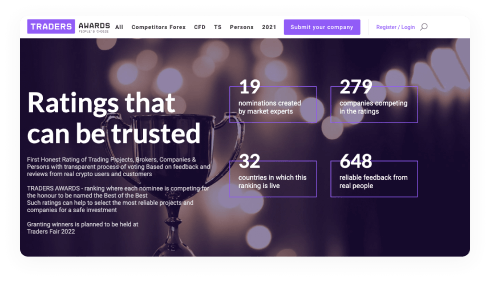 TRADERS AWARDS
PEOPLE'S CHOICE
All Competitors Forex CFD TS Persons 2021 Submit your company Register / Login
Ratings that
can be trusted
First Honest Rating of Trading Projects, Brokers, Companies &
Persons with transparent process of voting Based on feedback and
reviews from real crypto users and customers
TRADERS AWARDS - ranking where each nominee is competing for
the honour to be named the Best of the Best
Such ratings can help to select the most reliable projects and
companies for a safe investment
Granting winners is planned to be held at
Traders Fair 2022
19
nominations created
by market experts
279
companies competing
in the ratings
32
countries in which this
ranking is live
648
reliable feedback from
real people